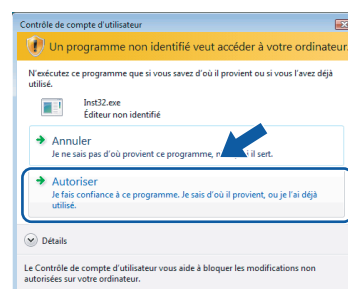 Contrôle de compte d'utilisateur
Un programme non identifié veut accéder à votre ordinateur.
N'exécutez ce programme que si vous savez d'où il provient ou si vous l'avez déjà
utilisé.
Inst32.exe
Éditeur non identifié
Annuler
Je ne sais pas d'où provient ce programme, il sert.
Autoriser
Je fais confiance à ce programme. Je sais d'où il provient, ou je l'ai déjà
utilisé.
Détails
Le Contrôle de compte d'utilisateur vous aide à bloquer les modifications non
autorisées sur votre ordinateur.